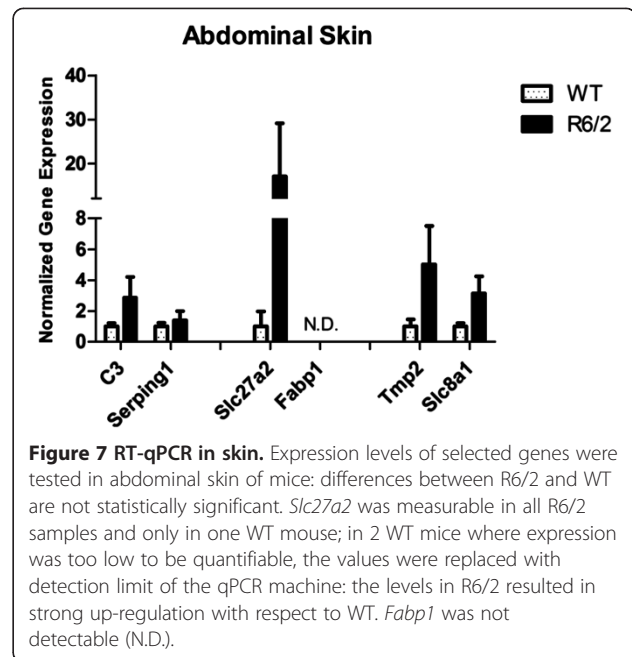 Abdominal Skin
Normalized Gene Expression
40
30
20
8
6
4
2
0
WT
R6/2
N.D.
C3
Serping1
Slc27a2
Fabp1
Tmp2
Slc8a1
Figure 7 RT-qPCR in skin. Expression levels of selected genes were
tested in abdominal skin of mice: differences between R6/2 and WT
are not statistically significant. Slc27a2 was measurable in all R6/2
samples and only in one WT mouse; in 2 WT mice where expression
was too low to be quantifiable, the values were replaced with
detection limit of the qPCR machine: the levels in R6/2 resulted in
strong up-regulation with respect to WT. Fabp1 was not
detectable (N.D.).